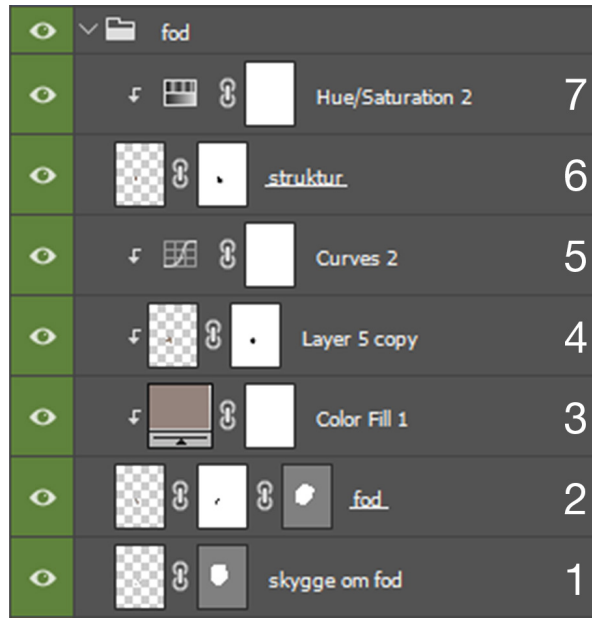 fod
Hue/Saturation 2 7
struktur 6
Curves 2 5
Layer 5 copy 4
Color Fill 1 3
fod 2
skygge om fod 1